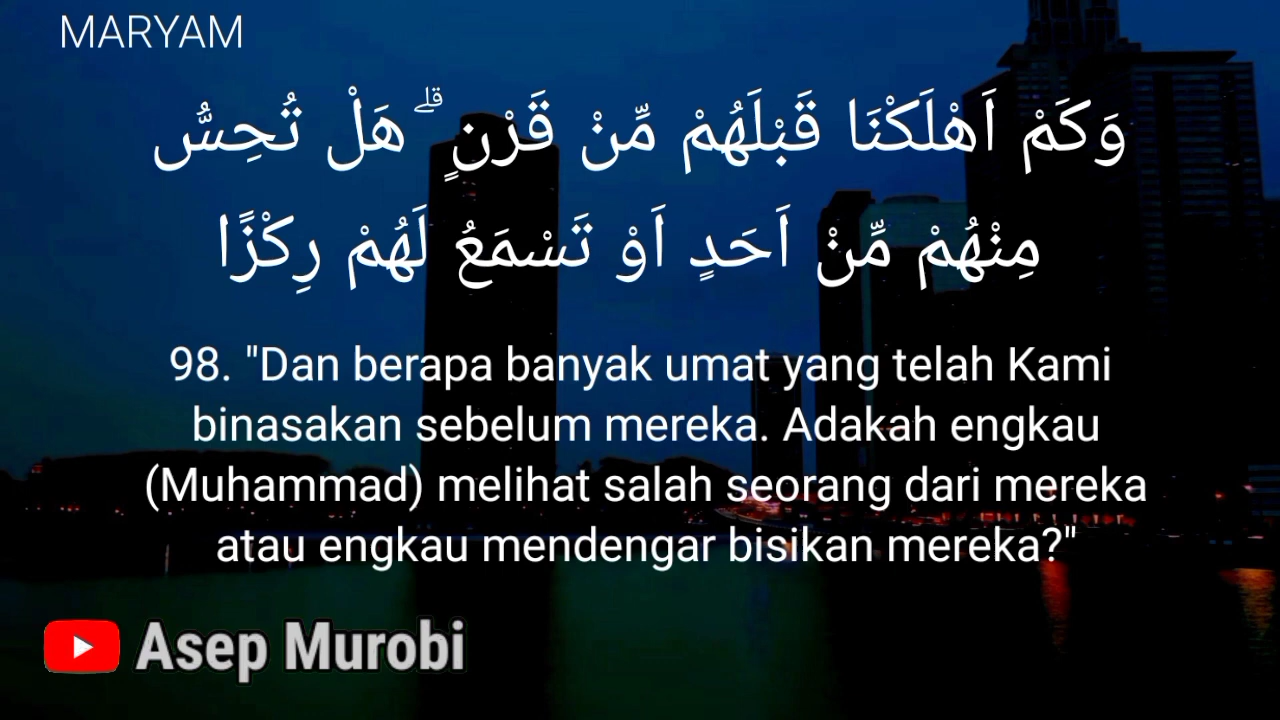 MARYAM
وَكَمْ اَهْلَكْنَا قَبْلَهُمْ مِّنْ قَرْنٍۗ هَلْ تُحِسُّ
مِنْهُمْ مِّنْ اَحَدٍ اَوْ تَسْمَعُ لَهُمْ رِكْزًا
98. "Dan berapa banyak umat yang telah Kami
binasakan sebelum mereka. Adakah engkau
(Muhammad) melihat salah seorang dari mereka
atau engkau mendengar bisikan mereka?"
Asep Murobi